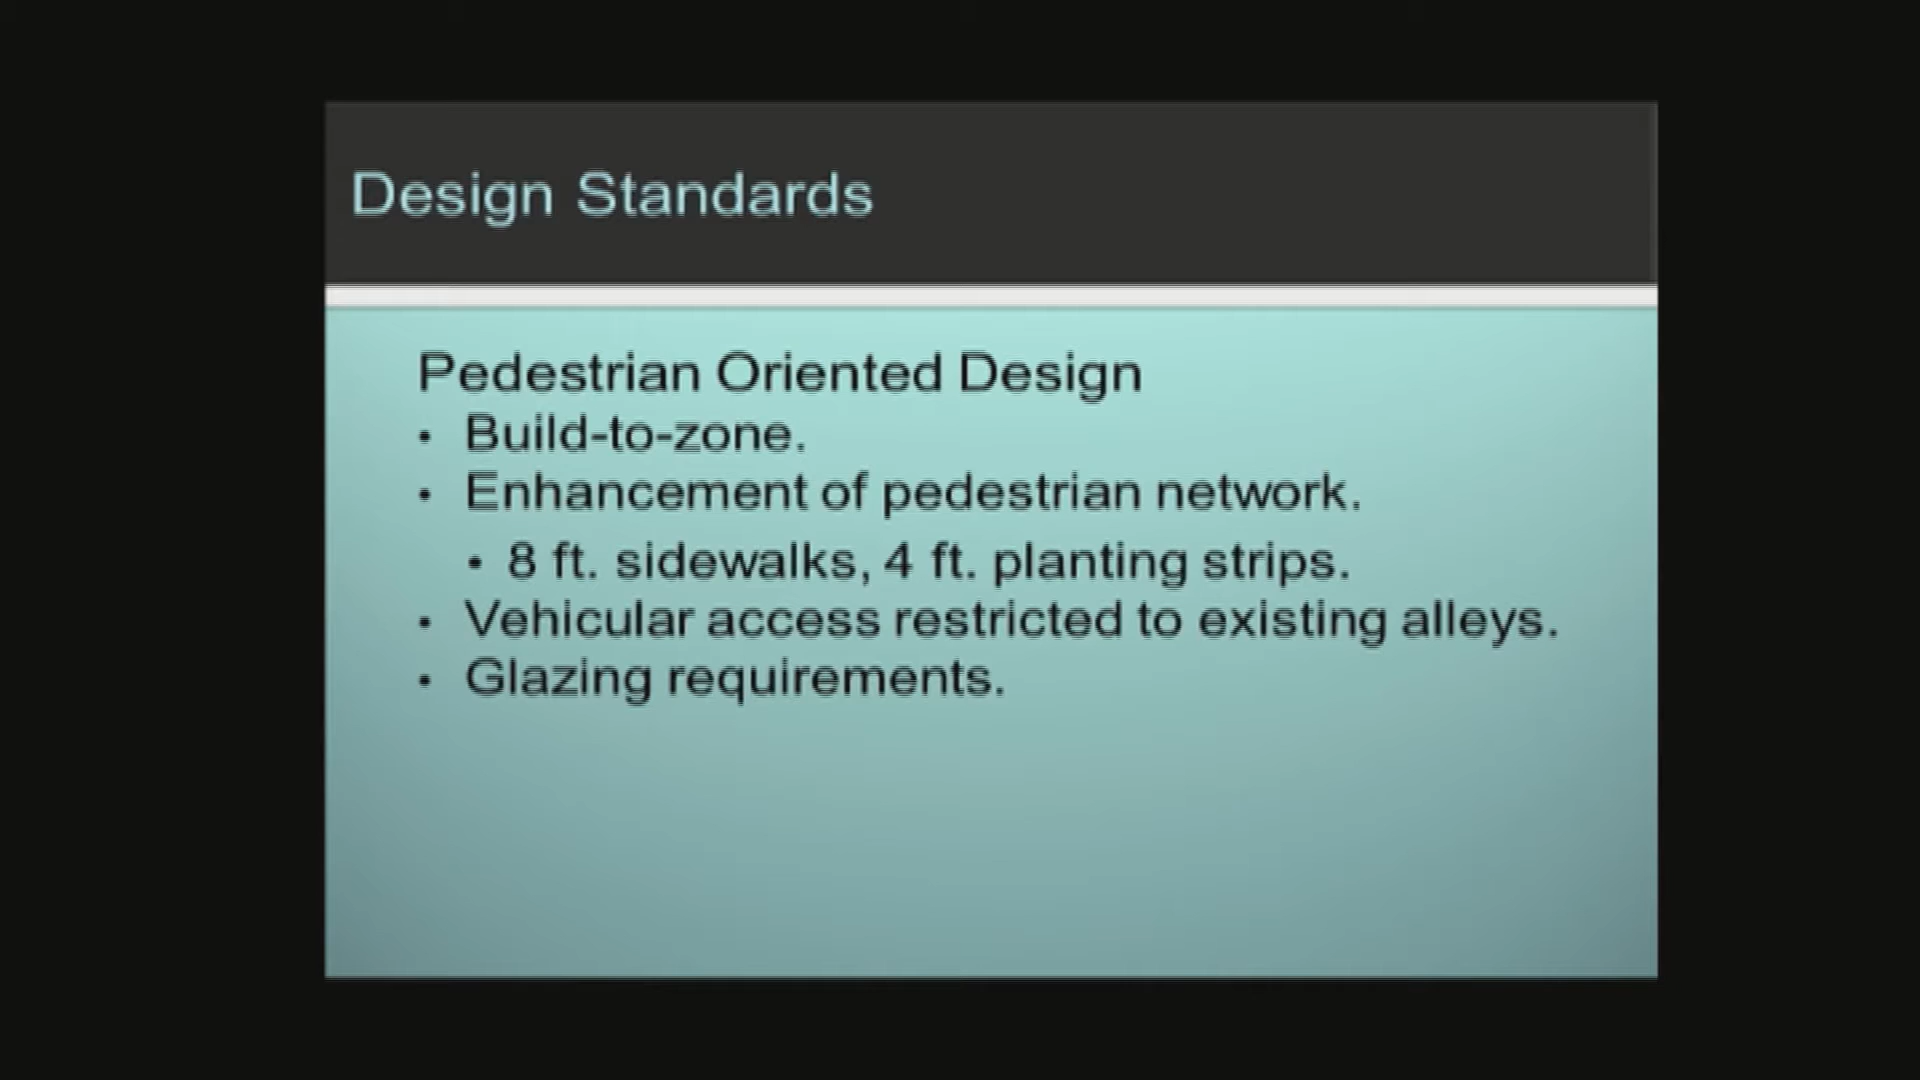 Design Standards
Pedestrian Oriented Design
• Build-to-zone.
• Enhancement of pedestrian network.
• 8 ft. sidewalks, 4 ft. planting strips.
• Vehicular access restricted to existing alleys.
• Glazing requirements.